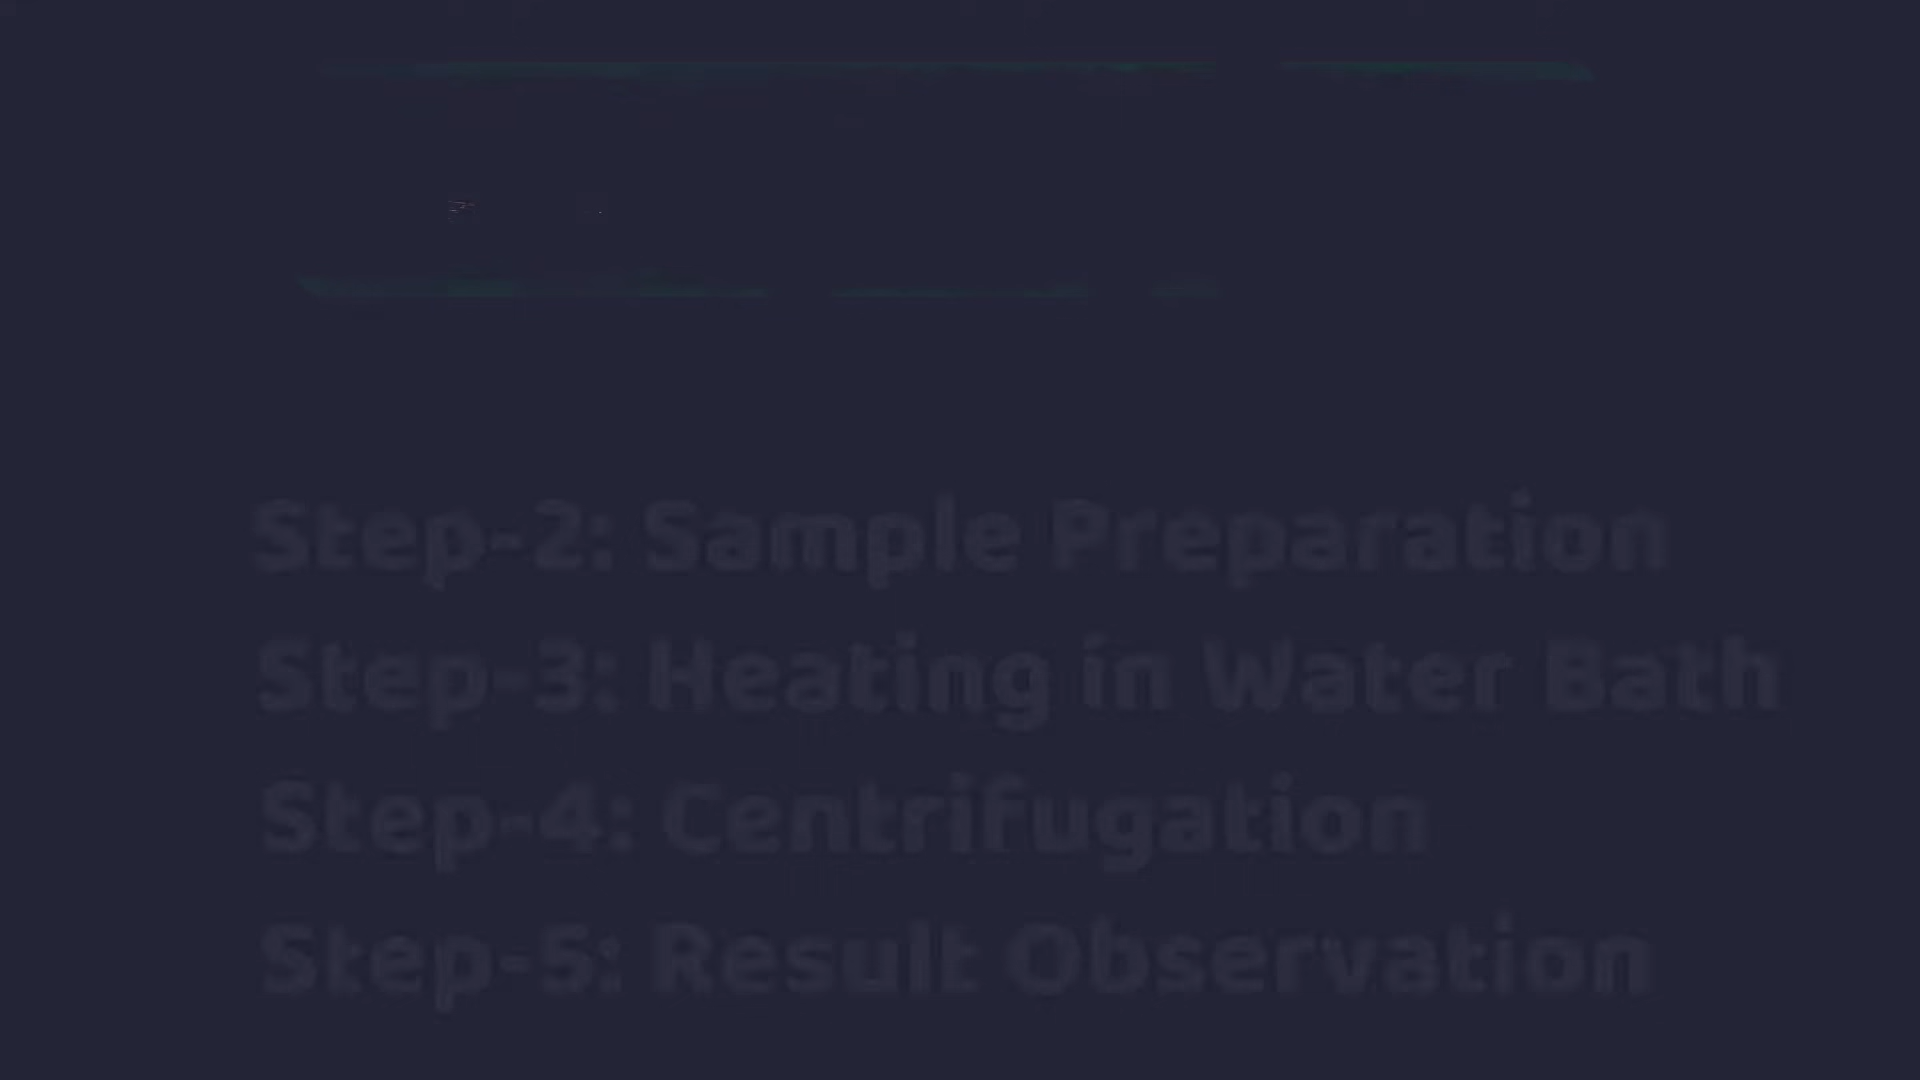 Step-2: Sample Preparation
Step-3: Heating in Water Bath
Step-4: Centrifugation
Step-5: Result Observation